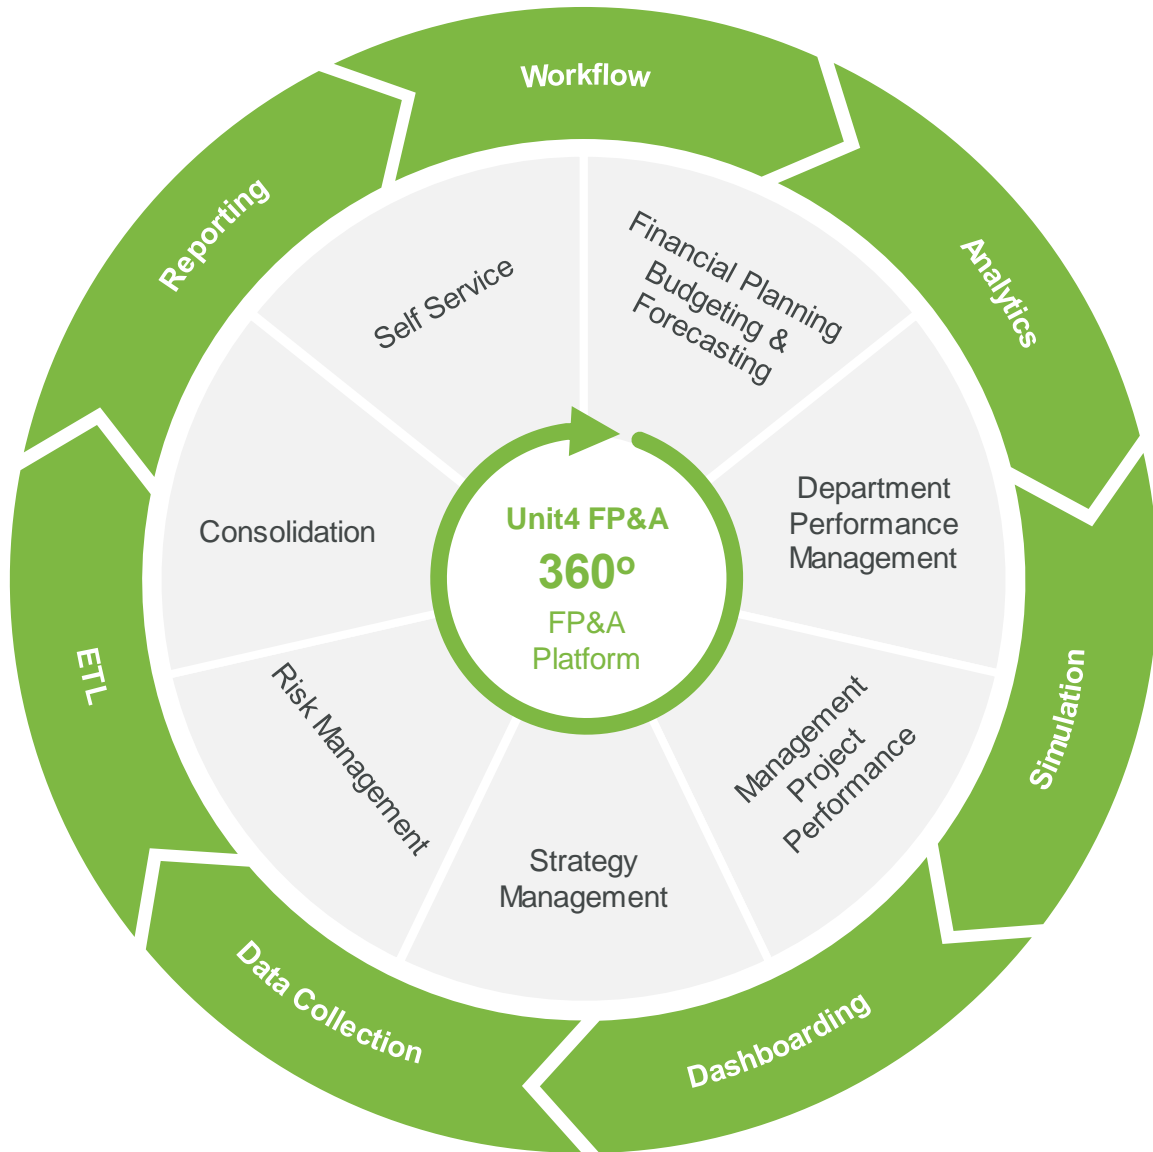 Workflow
Analytics
Simulation
Dashboarding
Data Collection
ETL
Reporting
Financial Planning
Budgeting &
Forecasting
Department
Performance
Management
Management
Project
Performance
Strategy
Management
Risk Management
Consolidation
Self Service
Unit4 FP&A
360º
FP&A
Platform